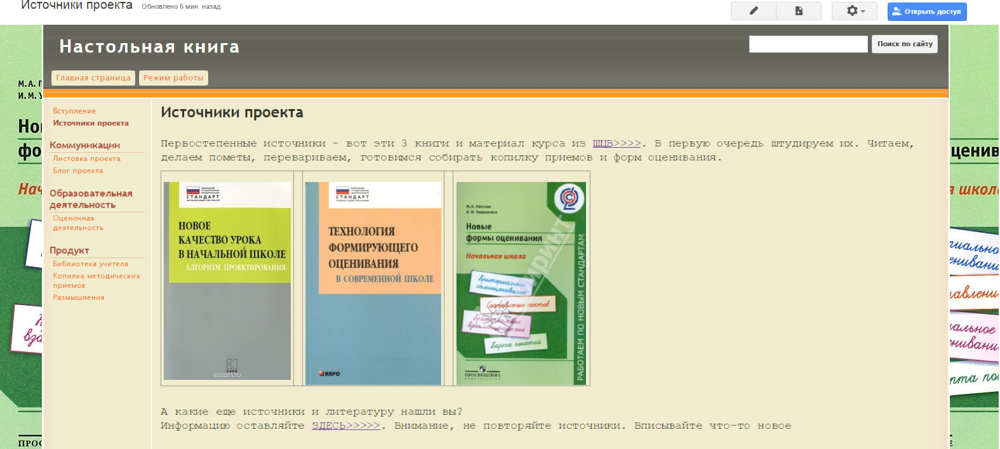 Источники проекта Обновлено 6 мин. назад
Открыть доступ
Настольная книга
Поиск по сайту
Главная страница Режим работы
Вступление
Источники проекта
Коммуникации
Листовка проекта
Блог проекта
Образовательная
деятельность
Оценочная
деятельность
Продукт
Библиотека учителя
Копилка методических
приемов
Размышления
Источники проекта
Первостепенные источники - вот эти 3 книги и материал курса из ШЦВ>>>>. В первую очередь штудируем их. Читаем,
делаем пометы, перевариваем, готовимся собирать копилку приемов и форм оценивания.
СТАНДАРТ
НОВОЕ
КАЧЕСТВО УРОКА
В НАЧАЛЬНОЙ ШКОЛЕ
АЛГОРИТМ ПРОЕКТИРОВАНИЯ
КАРО
OZON.RU
СТАНДАРТ
ТЕХНОЛОГИЯ
ФОРМИРУЮЩЕГО
ОЦЕНИВАНИЯ
В СОВРЕМЕННОЙ ШКОЛЕ
КАРО
М.А. Пинская
И.М. Улановская
Новые
формы оценивания
Начальная школа
Критериальное
самооценивание
Составление тестов
Критериальное
взаимооценивание
Карта понятий
ПРОСВЕЩЕНИЕ
РАБОТАЕМ ПО НОВЫМ СТАНДАРТАМ
А какие еще источники и литературу нашли вы?
Информацию оставляйте ЗДЕСЬ>>>>>. Внимание, не повторяйте источники. Вписывайте что-то новое